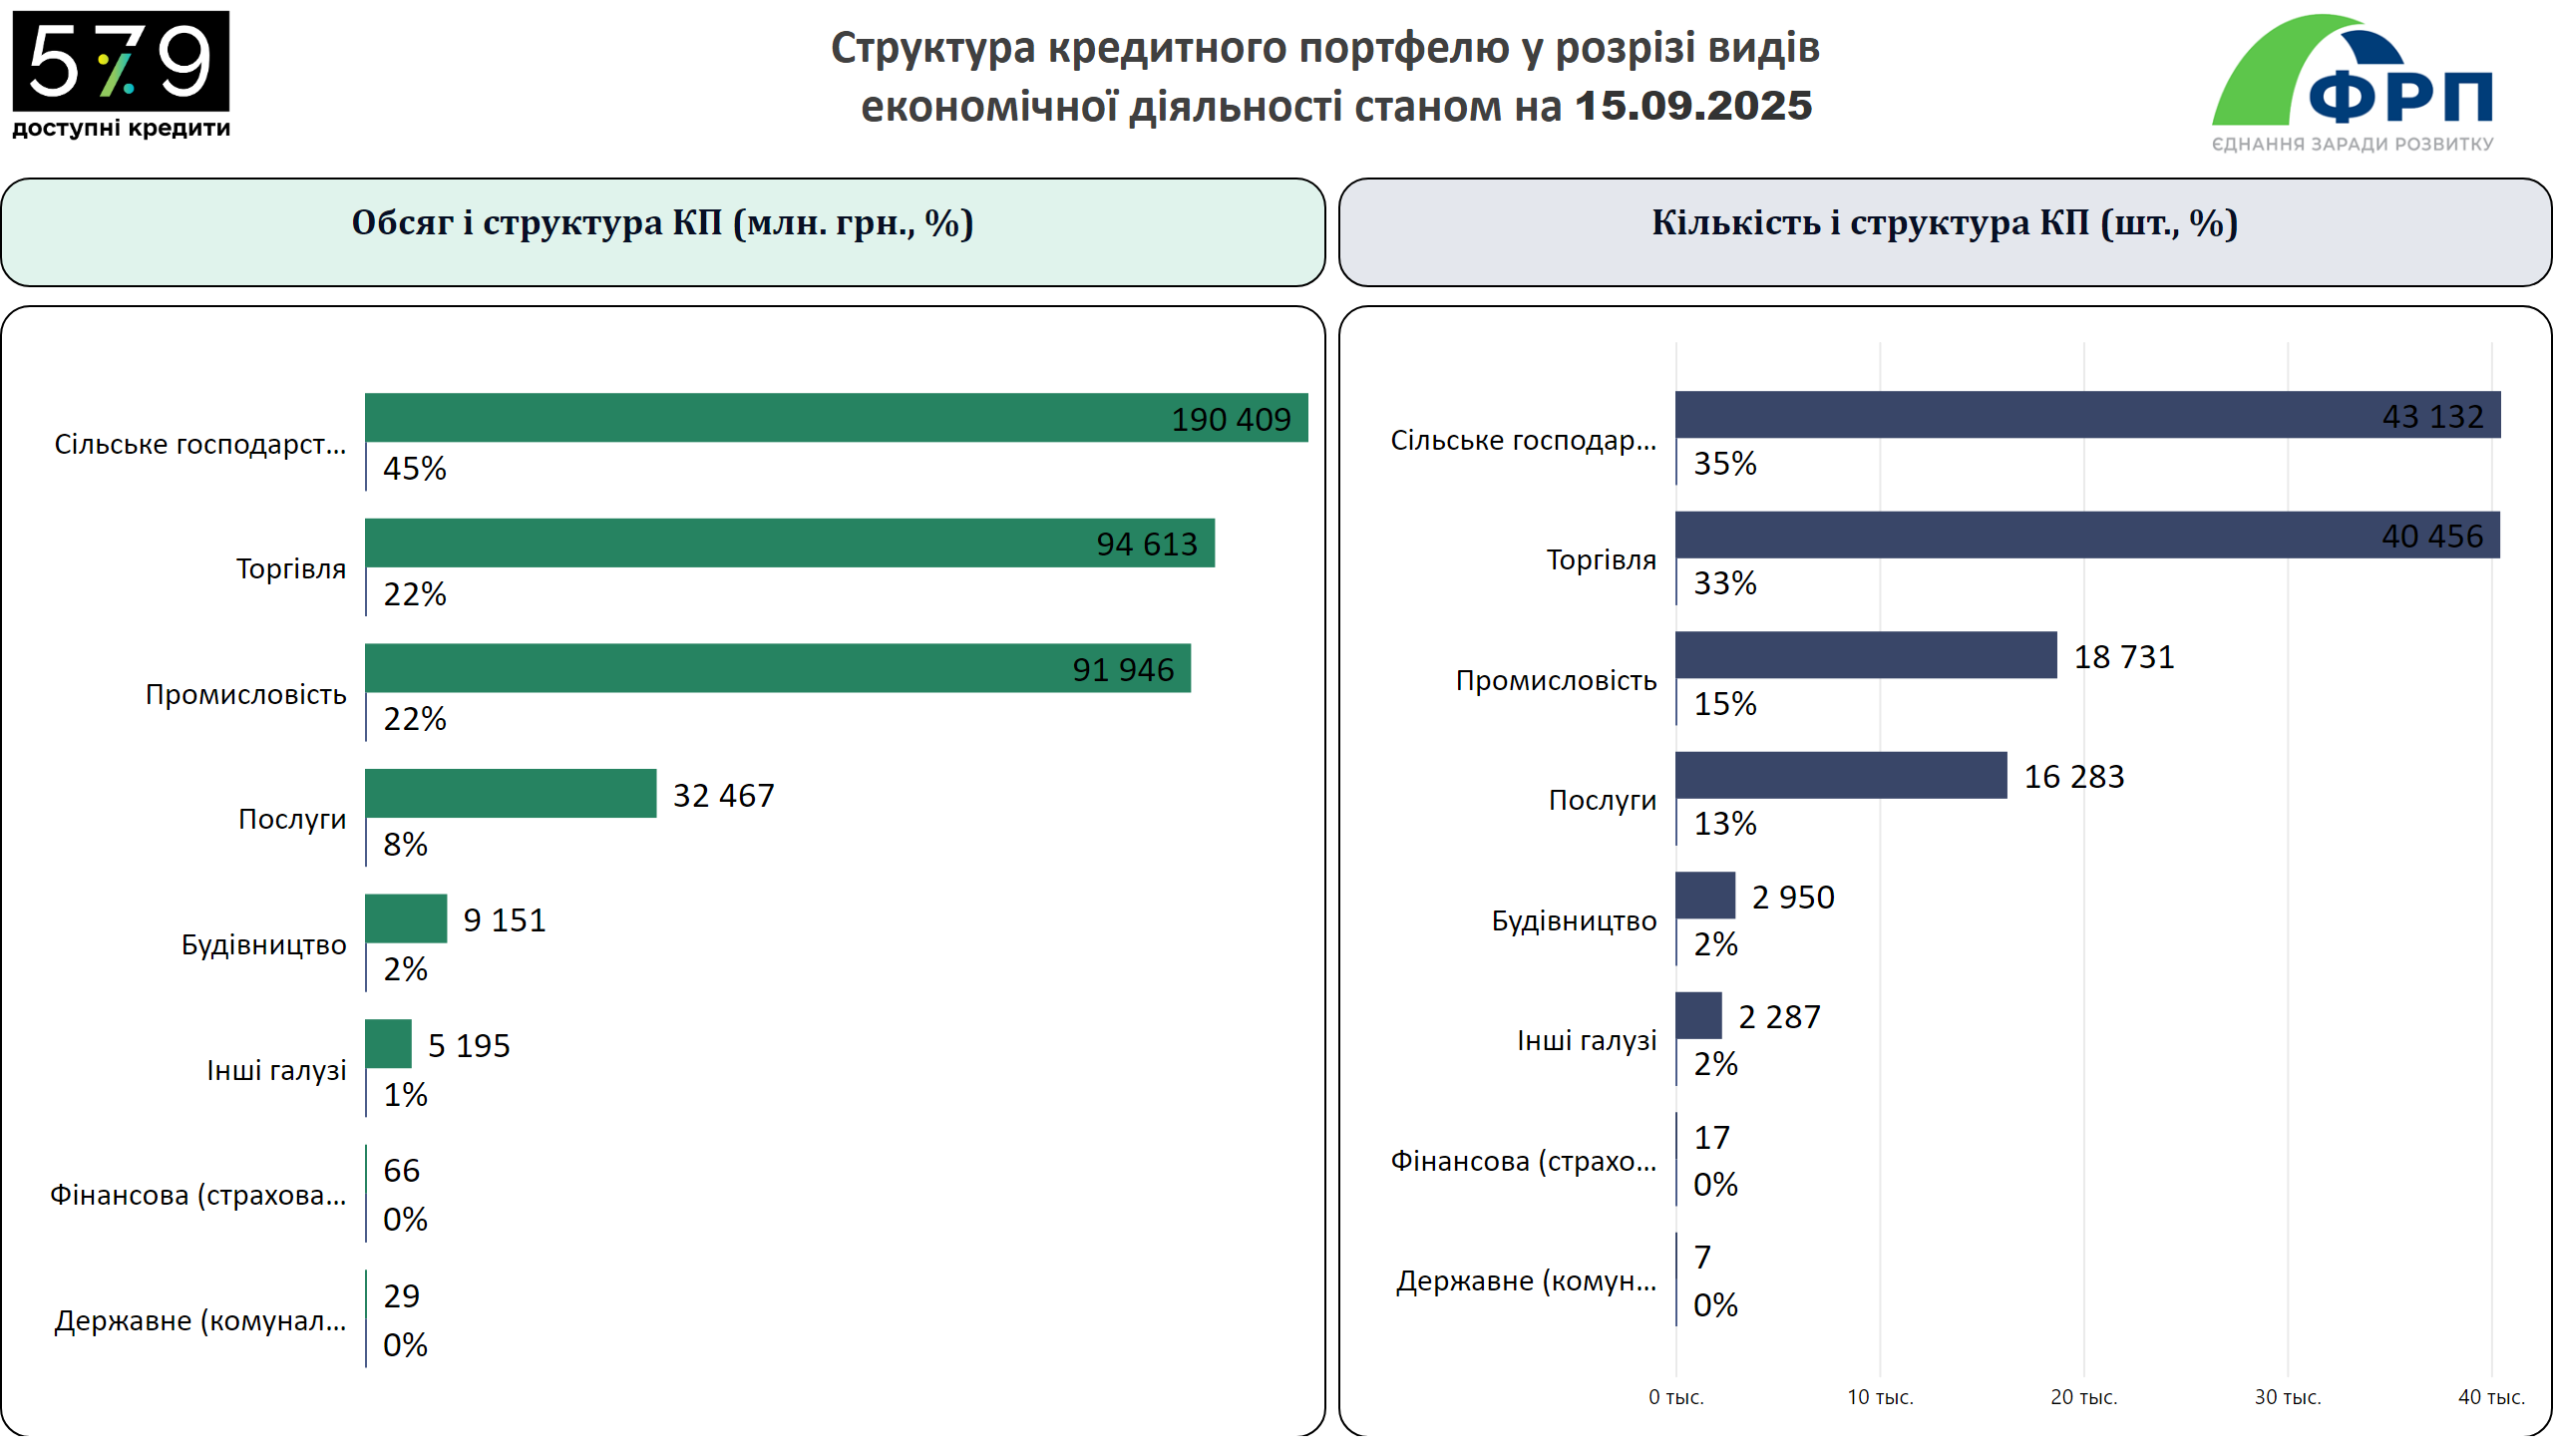 5%7%9
доступні кредити
Структура кредитного портфелю у розрізі видів
економічної діяльності станом на 15.09.2025
ФРП
ЄДНАННЯ ЗАРАДИ РОЗВИТКУ
Обсяг і структура КП (млн. грн., %)
Сільське господарст...
190 409
45%
Торгівля
94 613
22%
Промисловість
91 946
22%
Послуги
32 467
8%
Будівництво
9 151
2%
Інші галузі
5 195
1%
Фінансова (страхова...
66
0%
Державне (комунал...
29
0%
Кількість і структура КП (шт., %)
Сільське господар...
43 132
35%
Торгівля
40 456
33%
Промисловість
18 731
15%
Послуги
16 283
13%
Будівництво
2 950
2%
Інші галузі
2 287
2%
Фінансова (страхо...
17
0%
Державне (комун...
7
0%
0 тыс.
10 тыс.
20 тыс.
30 тыс.
40 тыс.